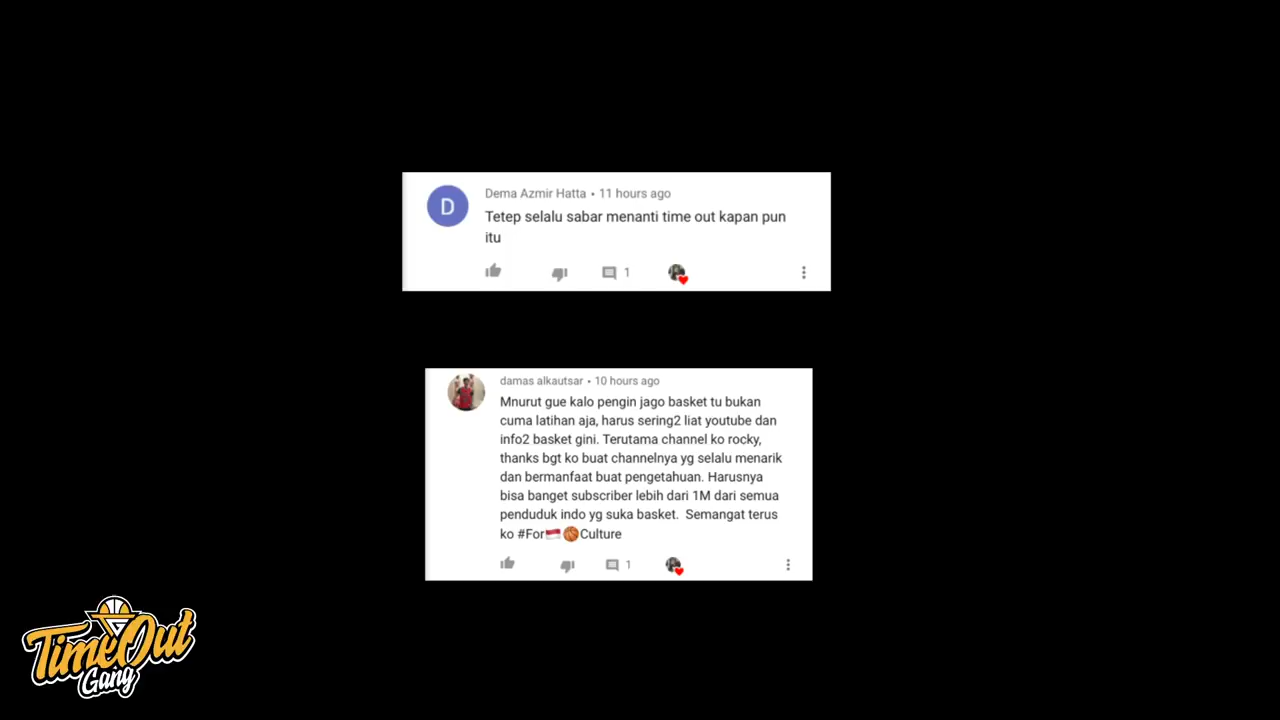 D
Dema Azmir Hatta • 11 hours ago
Tetep selalu sabar menanti time out kapan pun
itu
1
damas alkautsar • 10 hours ago
Mnurut gue kalo pengin jago basket tu bukan
cuma latihan aja, harus sering2 liat youtube dan
info2 basket gini. Terutama channel ko rocky,
thanks bgt ko buat channelnya yg selalu menarik
dan bermanfaat buat pengetahuan. Harusnya
bisa banget subscriber lebih dari 1M dari semua
penduduk indo yg suka basket.  Semangat terus
ko #For🇮🇩🏀Culture
1
TimeOut
Gang